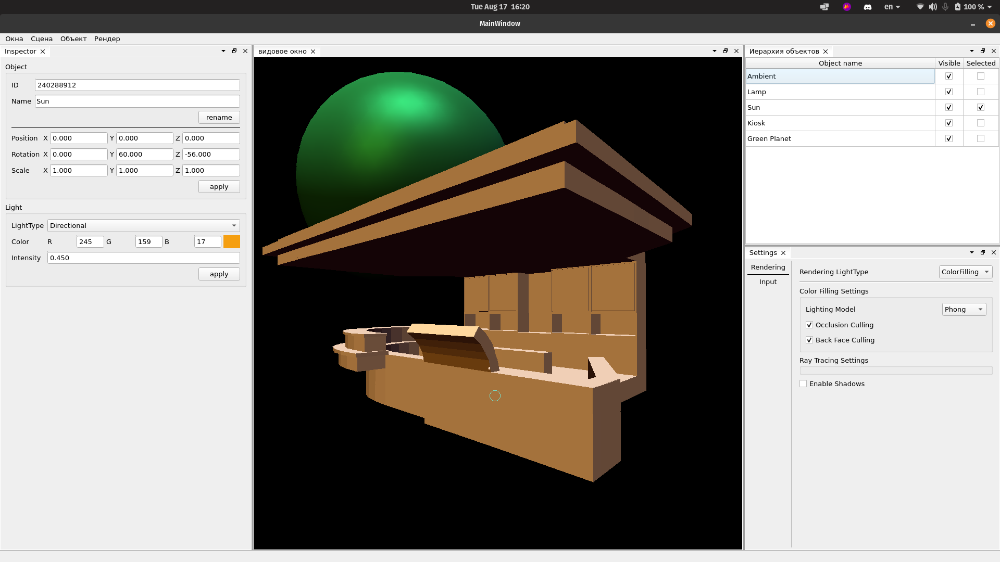 Tue Aug 17 16:20
en
100 %
MainWindow
Окна Сцена Объект Рендер
Inspector
Object
ID 240288912
Name Sun
rename
Position X 0.000 Y 0.000 Z 0.000
Rotation X 0.000 Y 60.000 Z -56.000
Scale X 1.000 Y 1.000 Z 1.000
apply
Light
LightType Directional
Color R 245 G 159 B 17
Intensity 0.450
apply
видовое окно
Иерархия объектов
Object name Visible Selected
Ambient
Lamp
Sun
Kiosk
Green Planet
Settings
Rendering
Input
Rendering LightType ColorFilling
Color Filling Settings
Lighting Model Phong
Occlusion Culling
Back Face Culling
Ray Tracing Settings
Enable Shadows